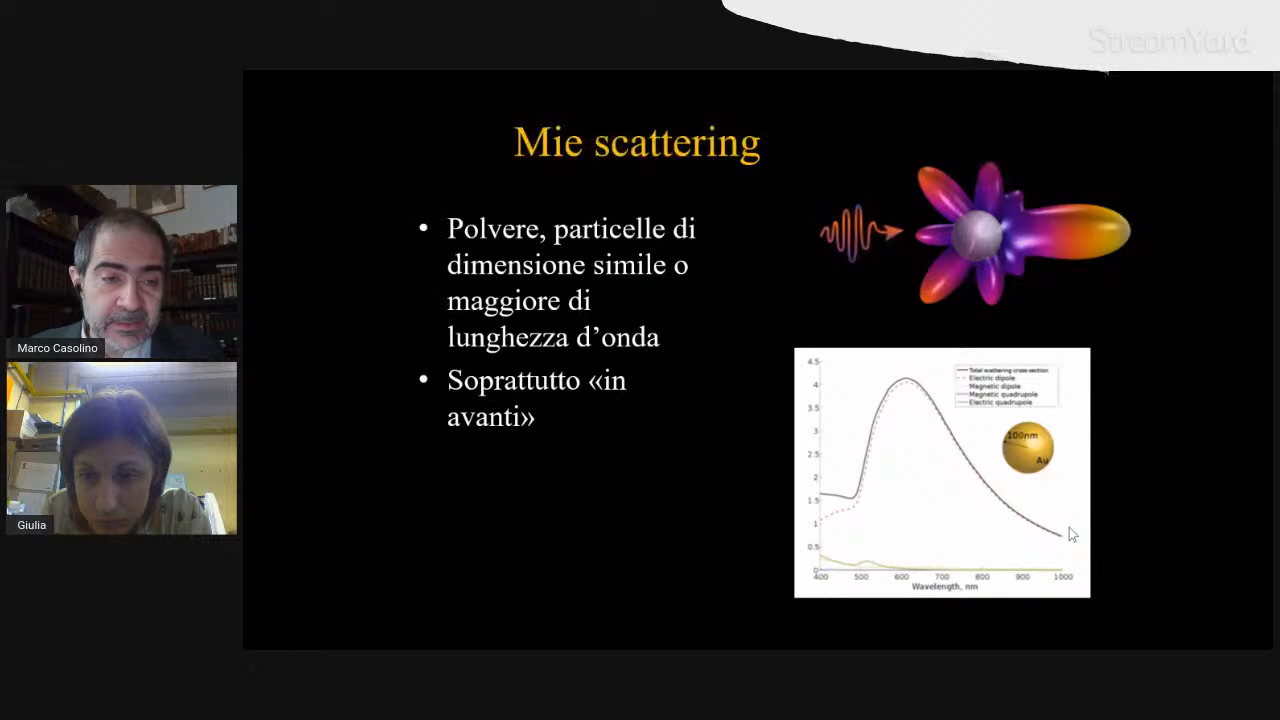 StreamYard
Mie scattering
• Polvere, particelle di
dimensione simile o
maggiore di
lunghezza d’onda
• Soprattutto «in
avanti»
Marco Casolino
Giulia
4.5
4
3.5
3
2.5
2
1.5
1
0.5
0
400 500 600 700 800 900 1000
Wavelength, nm
Total scattering cross-section
Electric dipole
Magnetic dipole
Magnetic quadrupole
Electric quadrupole
100nm
Au